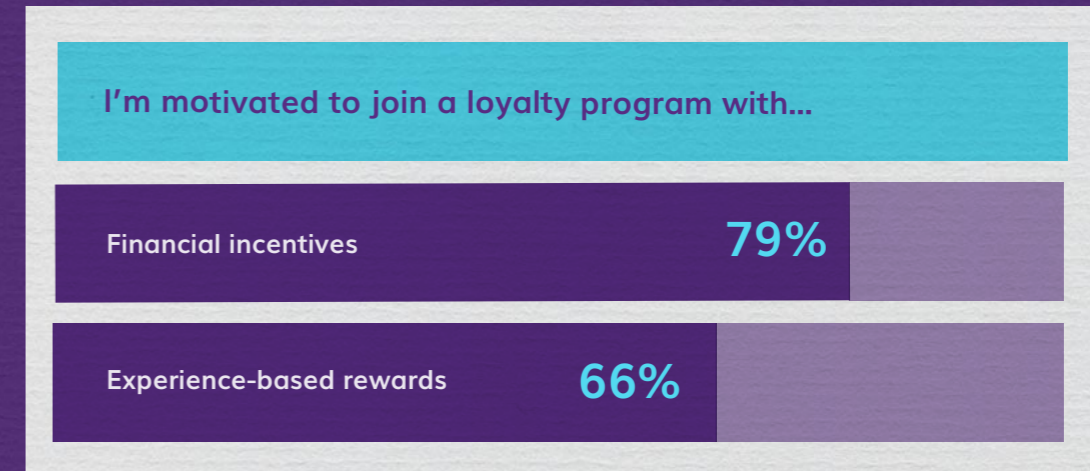 I’m motivated to join a loyalty program with...
Financial incentives 79%
Experience-based rewards 66%